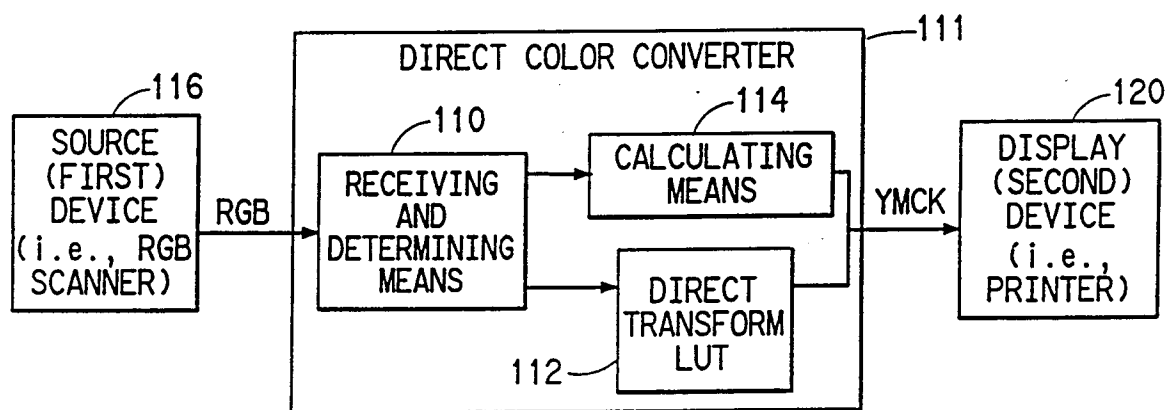 111
DIRECT COLOR CONVERTER
116
SOURCE
(FIRST)
DEVICE
(i.e., RGB
SCANNER)
RGB
110
RECEIVING
AND
DETERMINING
MEANS
114
CALCULATING
MEANS
DIRECT
TRANSFORM
LUT
112
YMCK
120
DISPLAY
(SECOND)
DEVICE
(i.e.,
PRINTER)